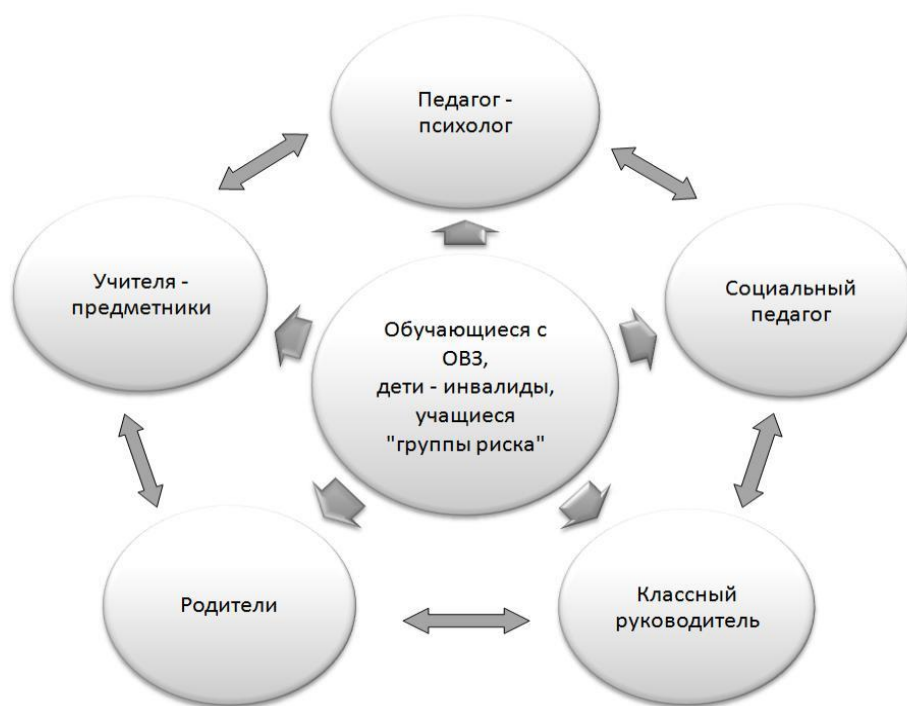 Педагог -
психолог
Учителя -
предметники
Социальный
педагог
Обучающиеся с
ОВЗ,
дети - инвалиды,
учащиеся
"группы риска"
Родители
Классный
руководитель